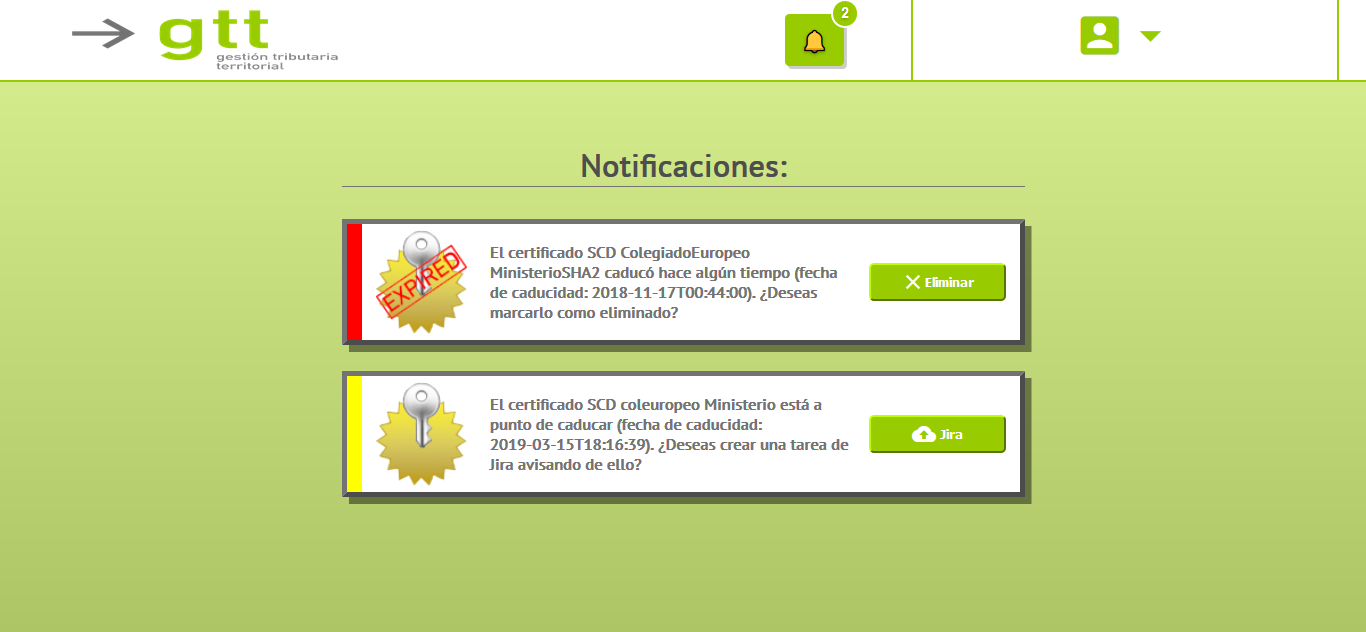 2
gtt
gestión tributaria
territorial
Notificaciones:
El certificado SCD ColegiadoEuropeo
MinisterioSHA2 caducó hace algún tiempo (fecha
de caducidad: 2018-11-17T00:44:00). ¿Deseas
marcarlo como eliminado?
EXPIRED
Eliminar
El certificado SCD coleuropeo Ministerio está a
punto de caducar (fecha de caducidad:
2019-03-15T18:16:39). ¿Deseas crear una tarea de
Jira avisando de ello?
Jira